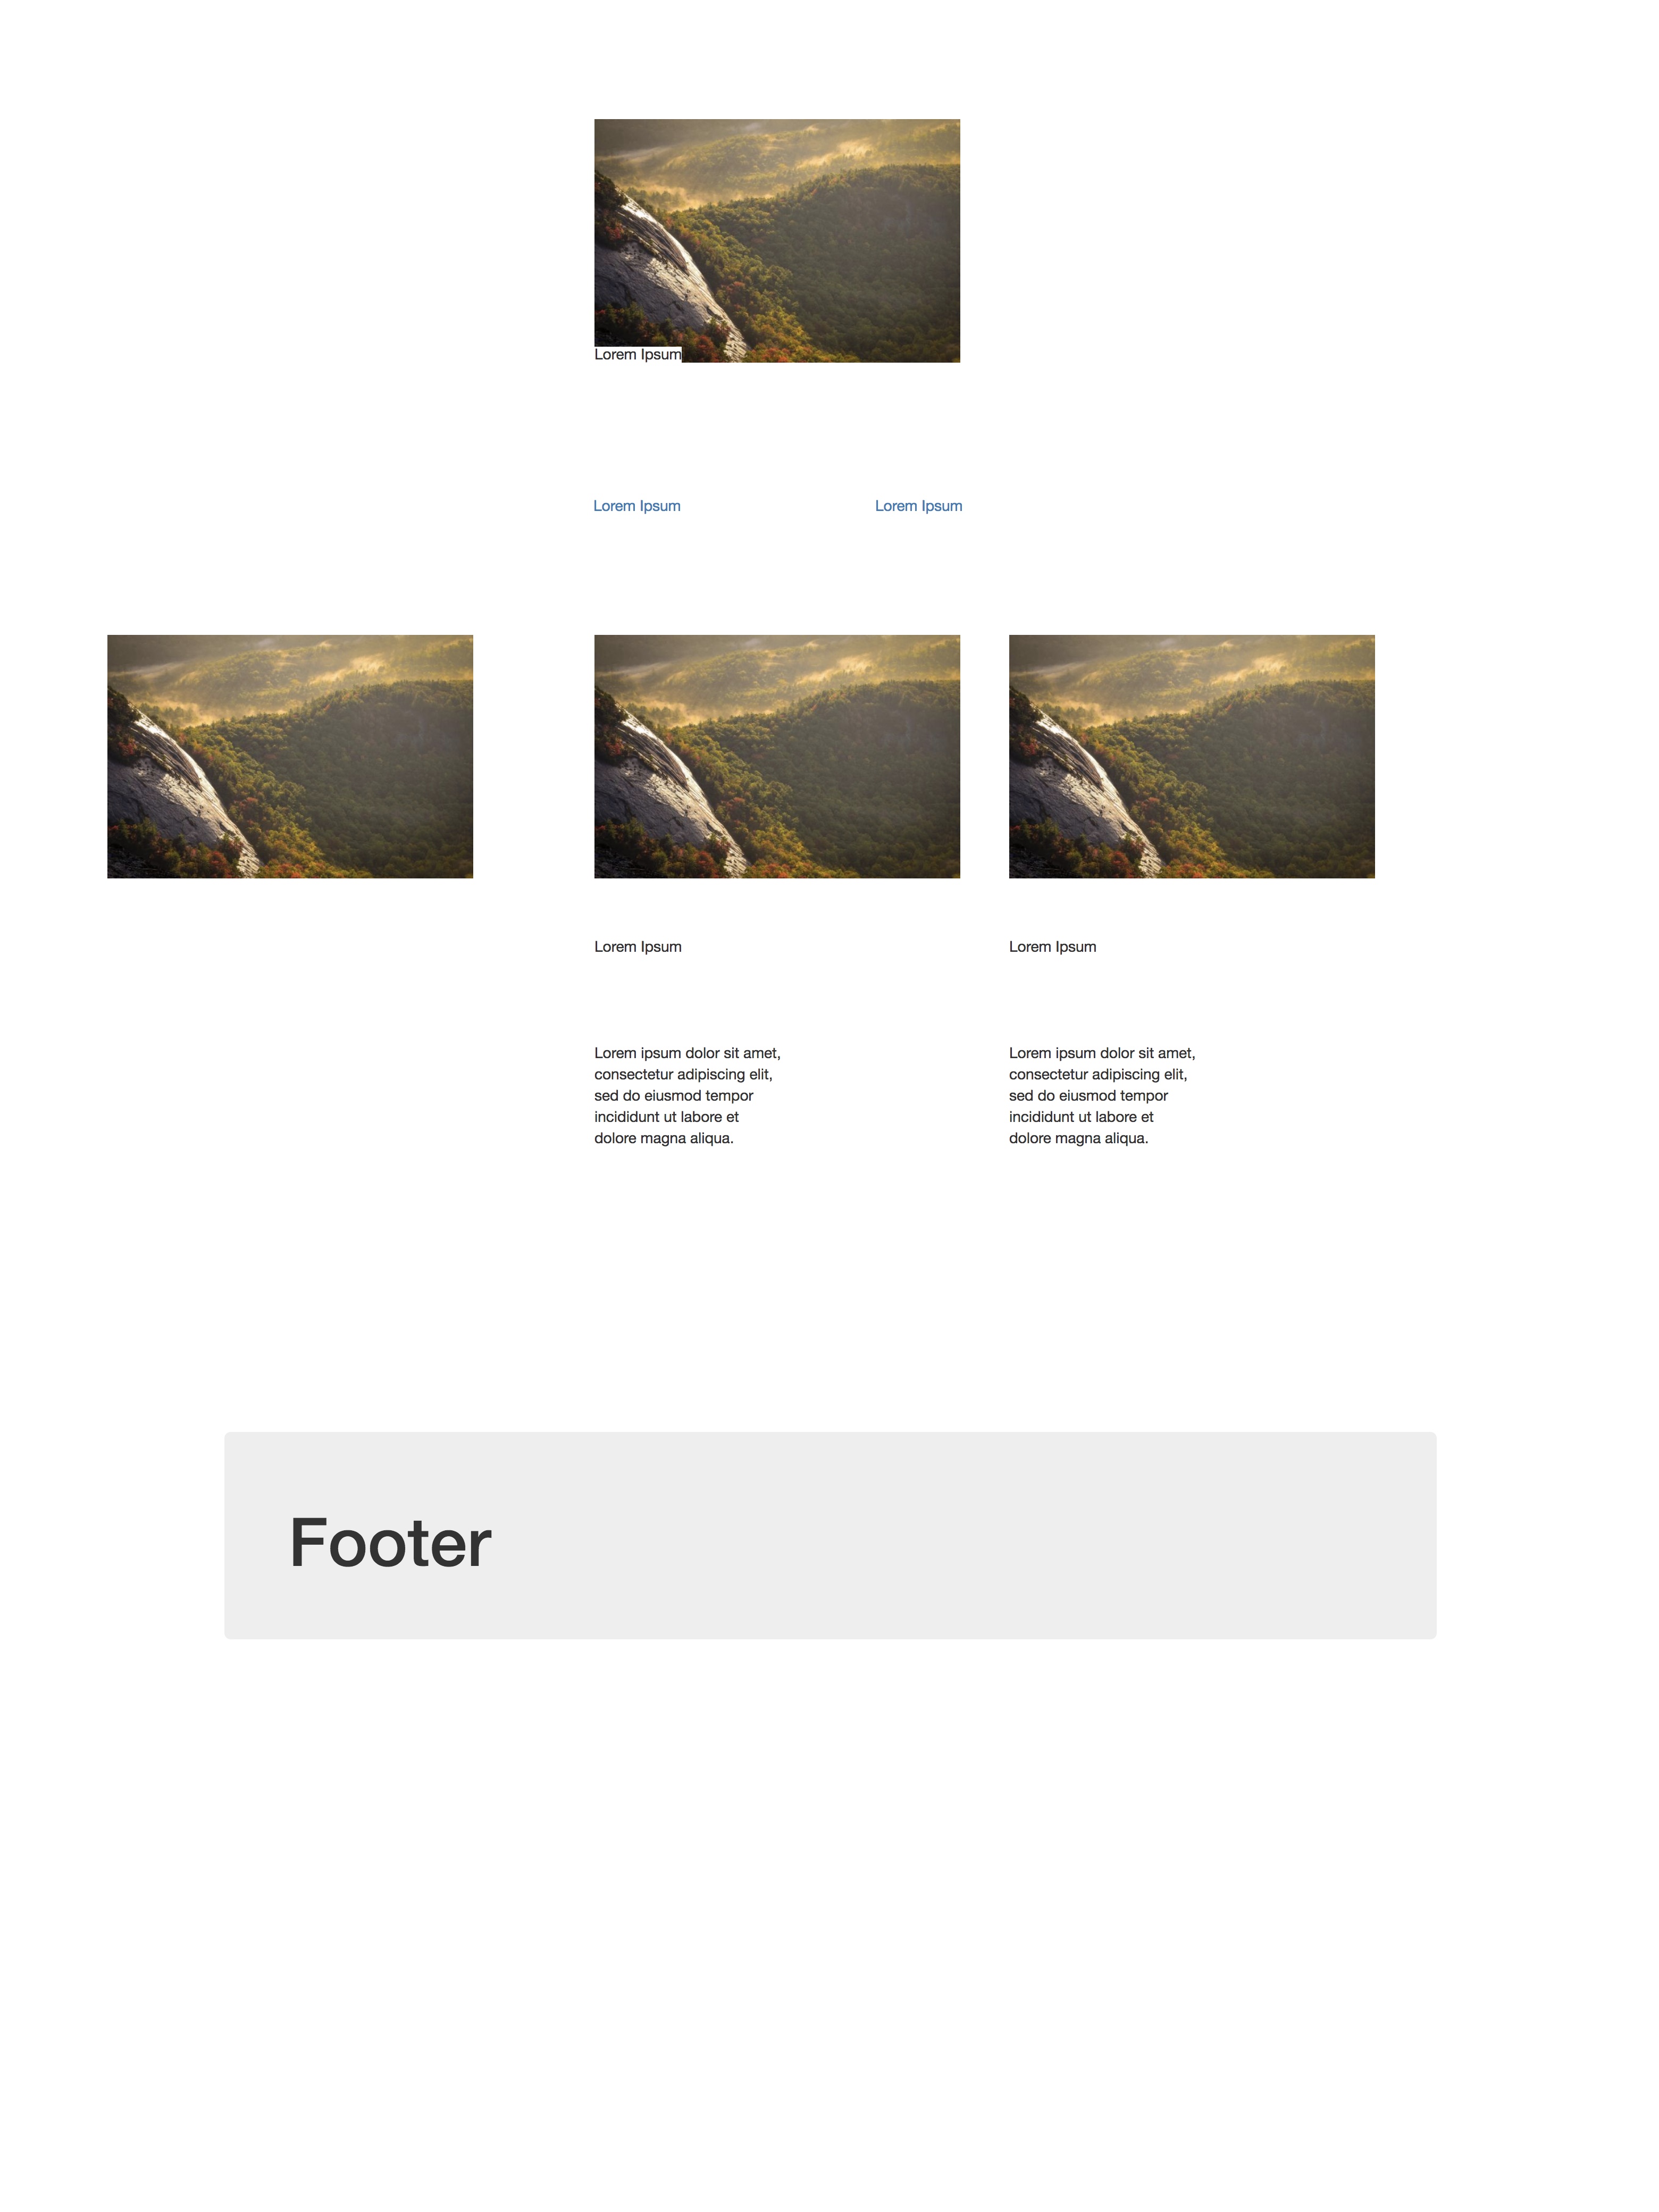 Lorem Ipsum
Lorem Ipsum
Lorem Ipsum
Lorem Ipsum
Lorem Ipsum
Lorem ipsum dolor sit amet,
consectetur adipiscing elit,
sed do eiusmod tempor
incididunt ut labore et
dolore magna aliqua.
Lorem ipsum dolor sit amet,
consectetur adipiscing elit,
sed do eiusmod tempor
incididunt ut labore et
dolore magna aliqua.
Footer